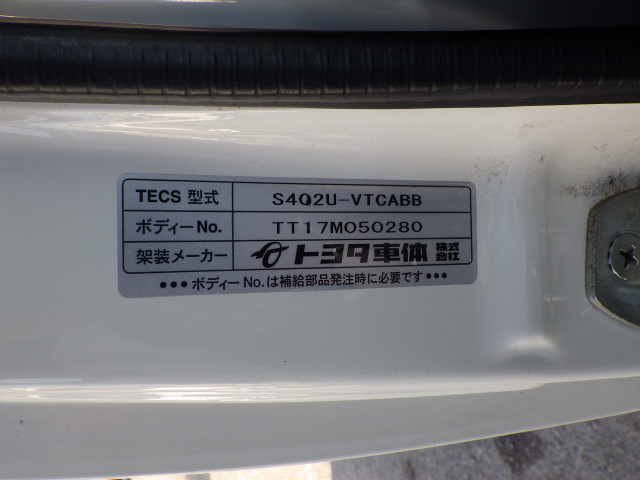 TECS 型式 S4Q2U-VTCABB
ボディーNo. TT17M050280
架装メーカー トヨタ車体 株式会社
●●● ボディーNo.は補給部品発注時に必要です ●●●